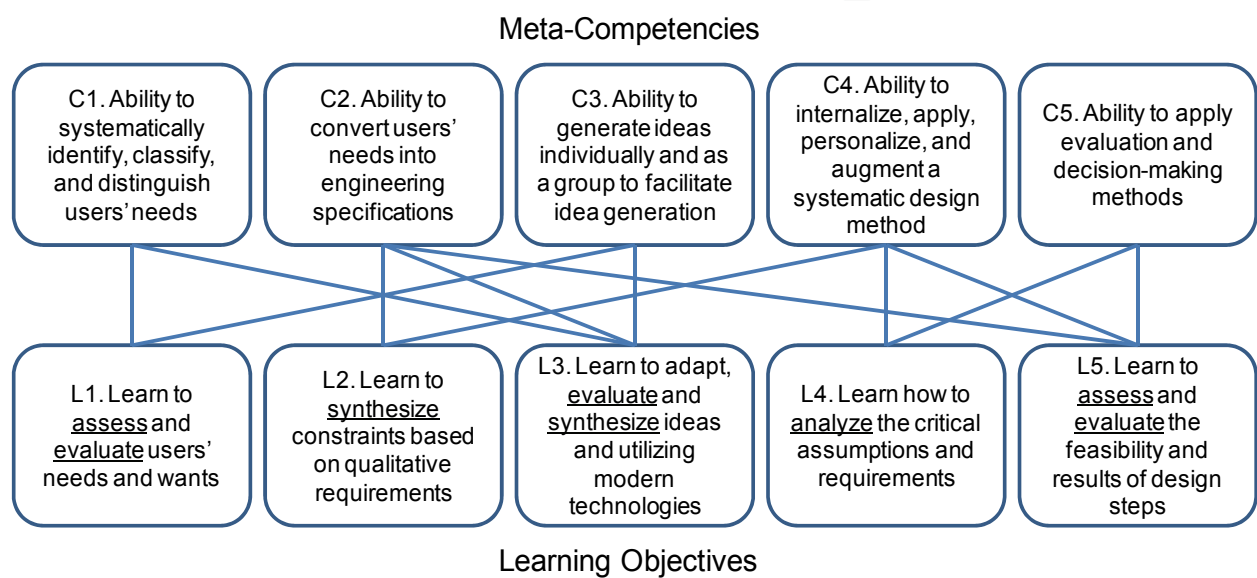 Meta-Competencies
C1. Ability to
systematically
identify, classify,
and distinguish
users' needs
C2. Ability to
convert users'
needs into
engineering
specifications
C3. Ability to
generate ideas
individually and as
a group to facilitate
idea generation
C4. Ability to
internalize, apply,
personalize, and
augment a
systematic design
method
C5. Ability to apply
evaluation and
decision-making
methods
L1. Learn to
assess and
evaluate users'
needs and wants
L2. Learn to
synthesize
constraints based
on qualitative
requirements
L3. Learn to adapt,
evaluate and
synthesize ideas
and utilizing
modern
technologies
L4. Learn how to
analyze the critical
assumptions and
requirements
L5. Learn to
assess and
evaluate the
feasibility and
results of design
steps
Learning Objectives